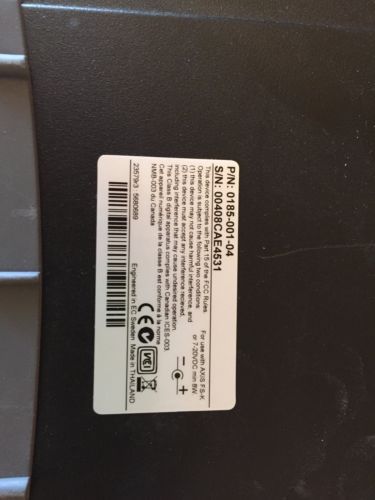 P/N: 0185-001-04
S/N: 00408CAE4531
This device complies with Part 15 of the FCC Rules.
Operation is subject to the following two conditions:
(1) this device may not cause harmful interference, and
(2) this device must accept any interference received,
including interference that may cause undesired operation.
This Class B digital apparatus complies with Canadian ICES-003.
Cet appareil numérique de la classe B est conforme à la norme
NMB-003 du Canada
For use with AXIS PS-K
or 7-20VDC min 8W
- +
CE
VCI
23579r3 : 5680689
Engineered in EC Sweden Made in THAILAND